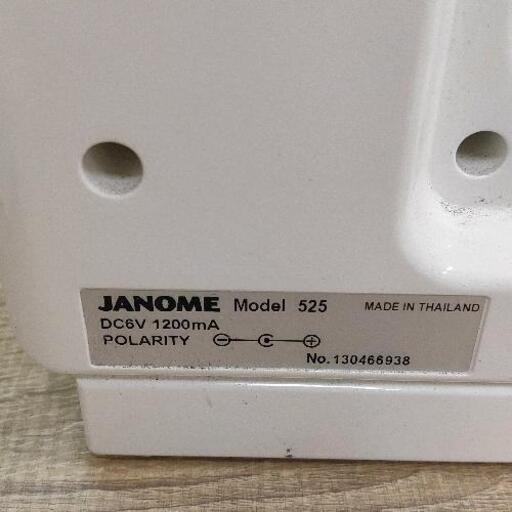 JANOME Model 525 MADE IN THAILAND
DC6V 1200mA
POLARITY
No.130466938